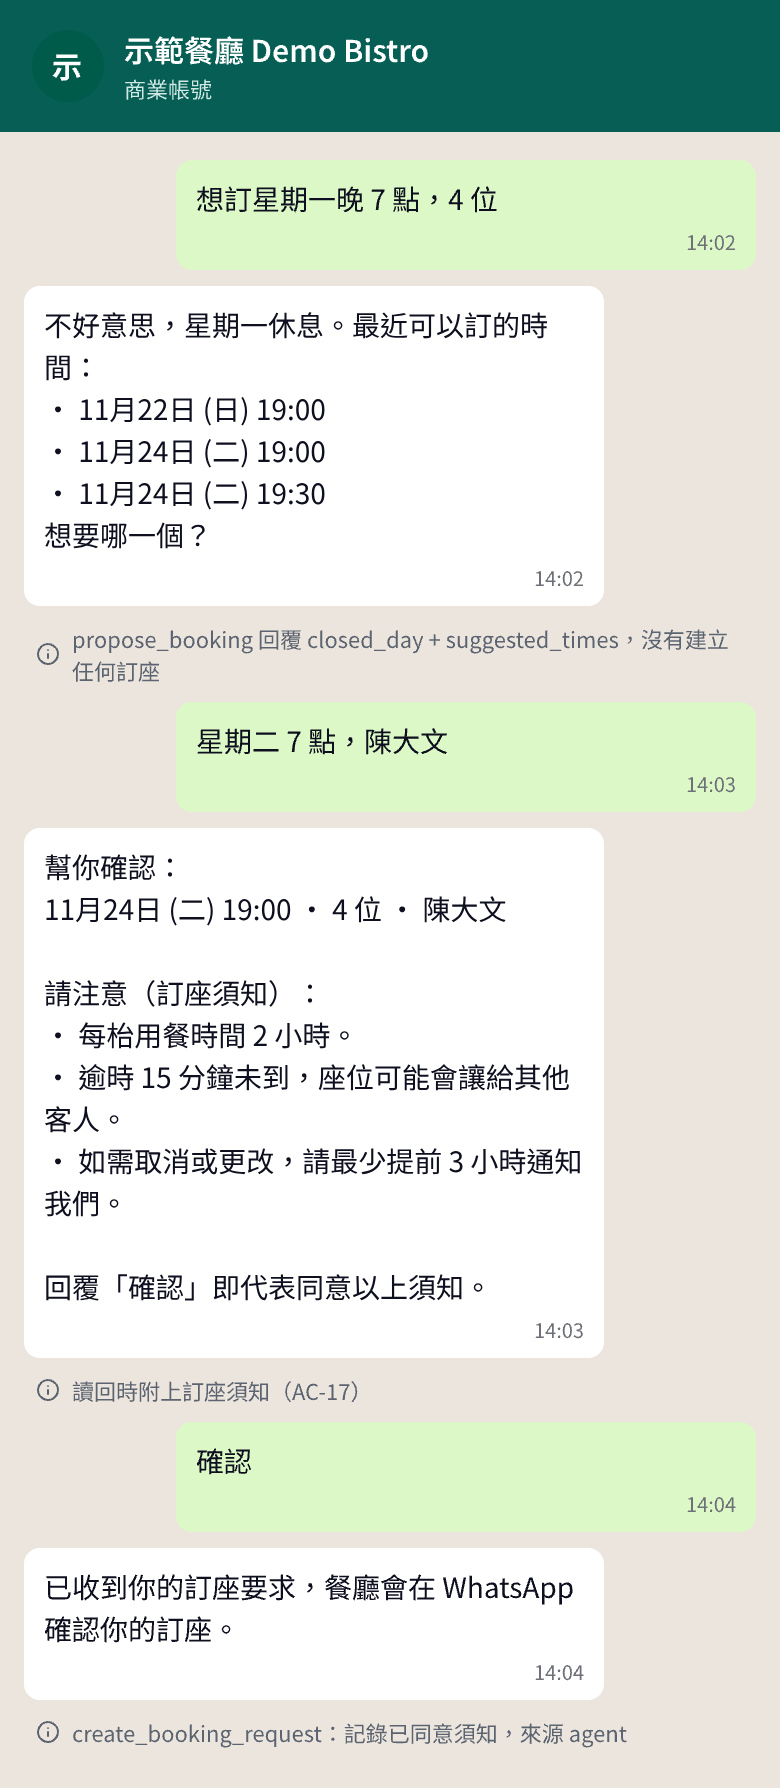 示
示範餐廳 Demo Bistro
商業帳號
想訂星期一晚 7 點，4 位
14:02
不好意思，星期一休息。最近可以訂的時
間：
・ 11月22日 (日) 19:00
・ 11月24日 (二) 19:00
・ 11月24日 (二) 19:30
想要哪一個？
14:02
propose_booking 回覆 closed_day + suggested_times，沒有建立
任何訂座
星期二 7 點，陳大文
14:03
幫你確認：
11月24日 (二) 19:00 ・ 4 位 ・ 陳大文
請注意（訂座須知）：
・ 每枱用餐時間 2 小時。
・ 逾時 15 分鐘未到，座位可能會讓給其他
客人。
・ 如需取消或更改，請最少提前 3 小時通知
我們。
回覆「確認」即代表同意以上須知。
14:03
讀回時附上訂座須知（AC-17）
確認
14:04
已收到你的訂座要求，餐廳會在 WhatsApp
確認你的訂座。
14:04
create_booking_request：記錄已同意須知，來源 agent